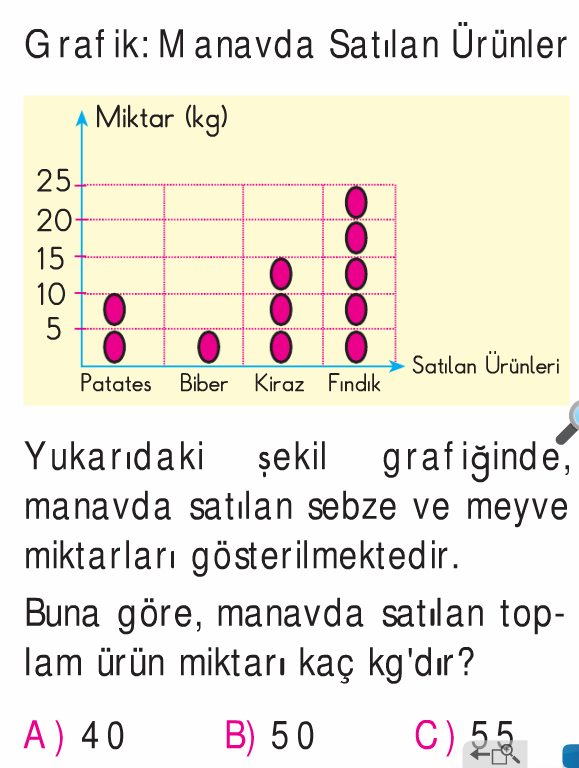 Grafik: Manavda Satılan Ürünler
Miktar (kg)
25
20
15
10
5
Satılan Ürünleri
Patates Biber Kiraz Fındık
Yukarıdaki şekil grafiğinde,
manavda satılan sebze ve meyve
miktarları gösterilmektedir.
Buna göre, manavda satılan top-
lam ürün miktarı kaç kg'dır?
A) 40 B) 50 C) 55